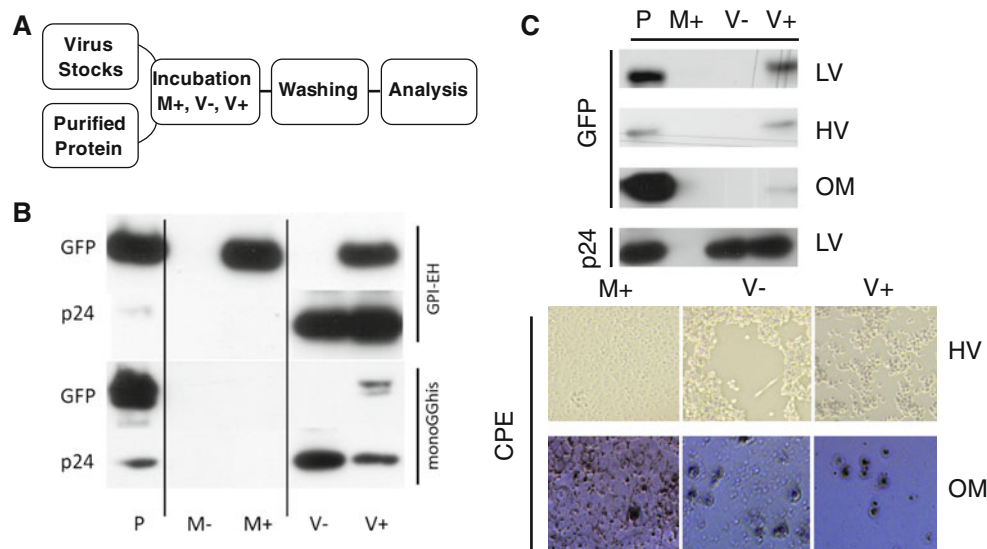 A
Virus
Stocks
Purified
Protein
Incubation
M+, V-, V+
Washing
Analysis
B
GFP
p24
GPI-EH
GFP
p24
monoGGhis
P M- M+ V- V+
C
P M+ V- V+
GFP
LV
HV
OM
p24
LV
M+ V- V+
CPE
HV
OM